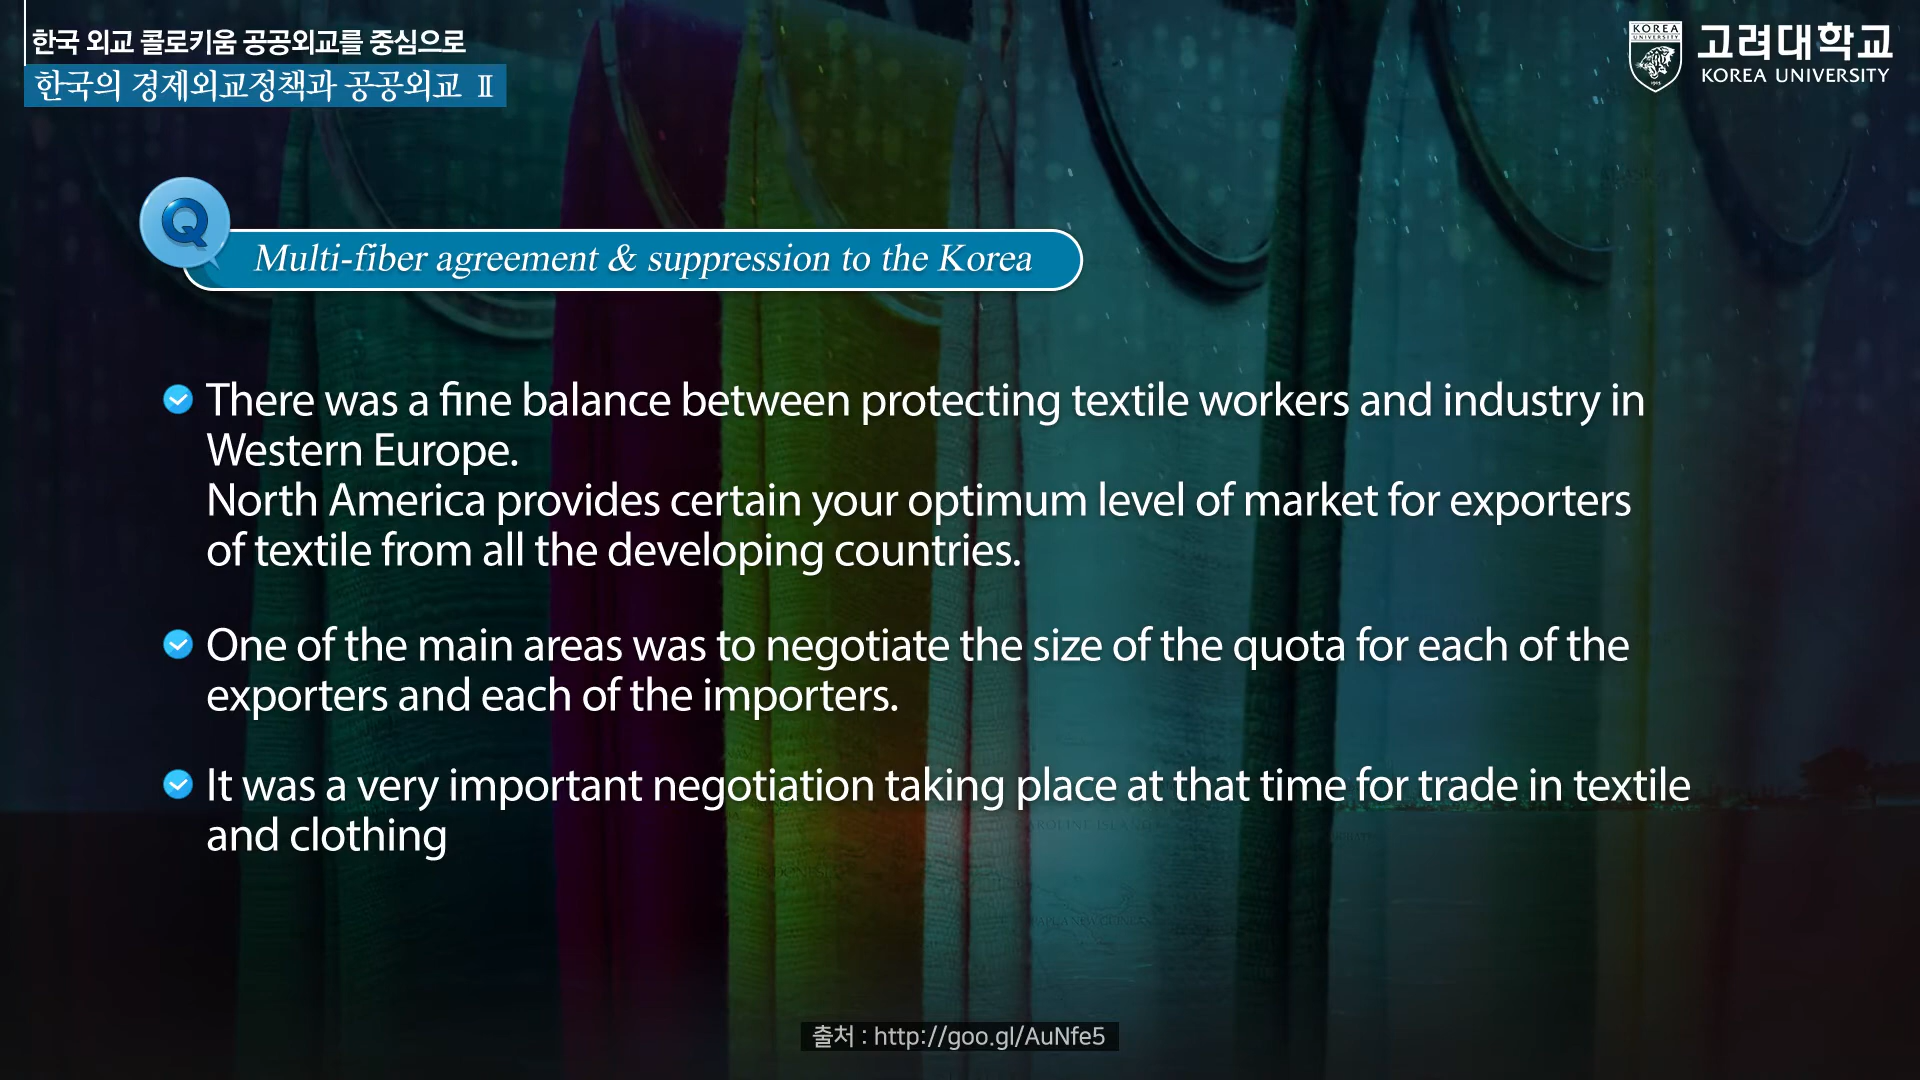 한국 외교 콜로키움 공공외교를 중심으로
한국의 경제외교정책과 공공외교 Ⅱ
KOREA
UNIVERSITY
고려대학교
KOREA UNIVERSITY
Q
Multi-fiber agreement & suppression to the Korea
There was a fine balance between protecting textile workers and industry in
Western Europe.
North America provides certain your optimum level of market for exporters
of textile from all the developing countries.
One of the main areas was to negotiate the size of the quota for each of the
exporters and each of the importers.
It was a very important negotiation taking place at that time for trade in textile
and clothing
출처 : http://goo.gl/AuNfe5